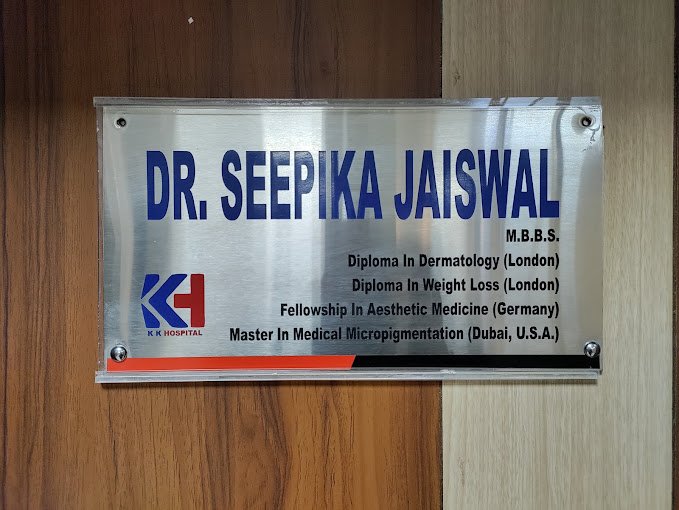 DR. SEEPIKA JAISWAL
M.B.B.S.
Diploma In Dermatology (London)
Diploma In Weight Loss (London)
Fellowship In Aesthetic Medicine (Germany)
Master In Medical Micropigmentation (Dubai, U.S.A.)
KH
K K HOSPITAL